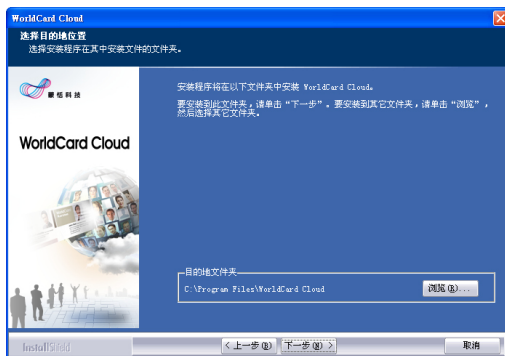 WorldCard Cloud
选择目的地位置
选择安装程序在其中安装文件的文件夹。
蒙恬科技
WorldCard Cloud
安装程序将在以下文件夹中安装 WorldCard Cloud。
要安装到此文件夹，请单击“下一步”。要安装到其它文件夹，请单击“浏览”，
然后选择其它文件夹。
目的地文件夹
C:\Program Files\WorldCard Cloud
浏览(R)...
InstallShield
< 上一步(B)
下一步(N) >
取消